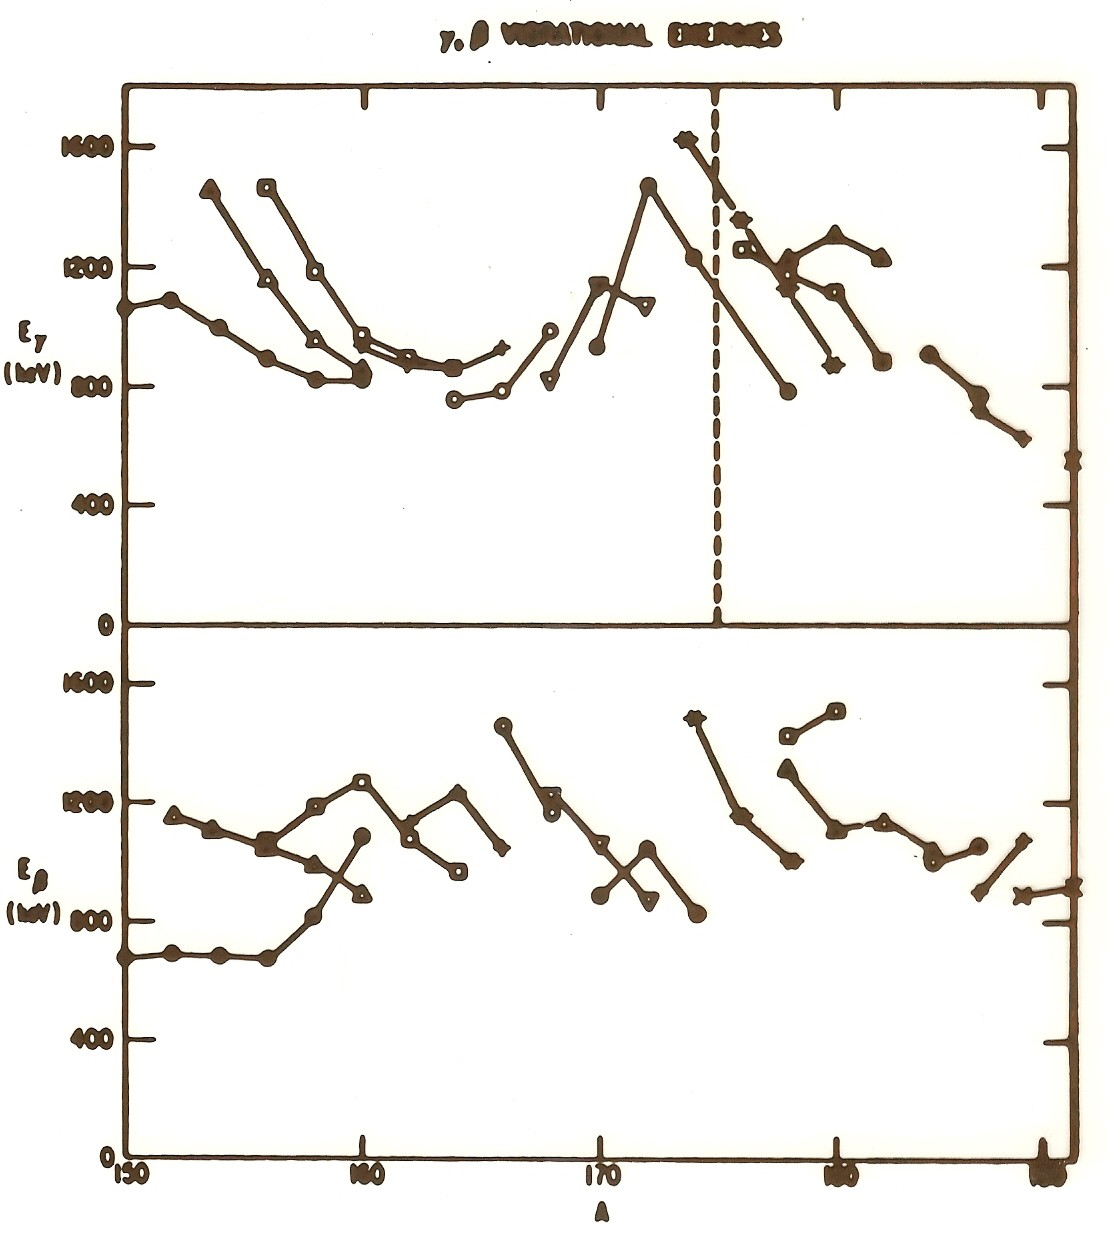 γ, β VIBRATIONAL ENERGIES
1600
1200
Eγ
(keV)
800
400
0
1600
1200
Eβ
(keV)
800
400
0
150 160 170 180
A